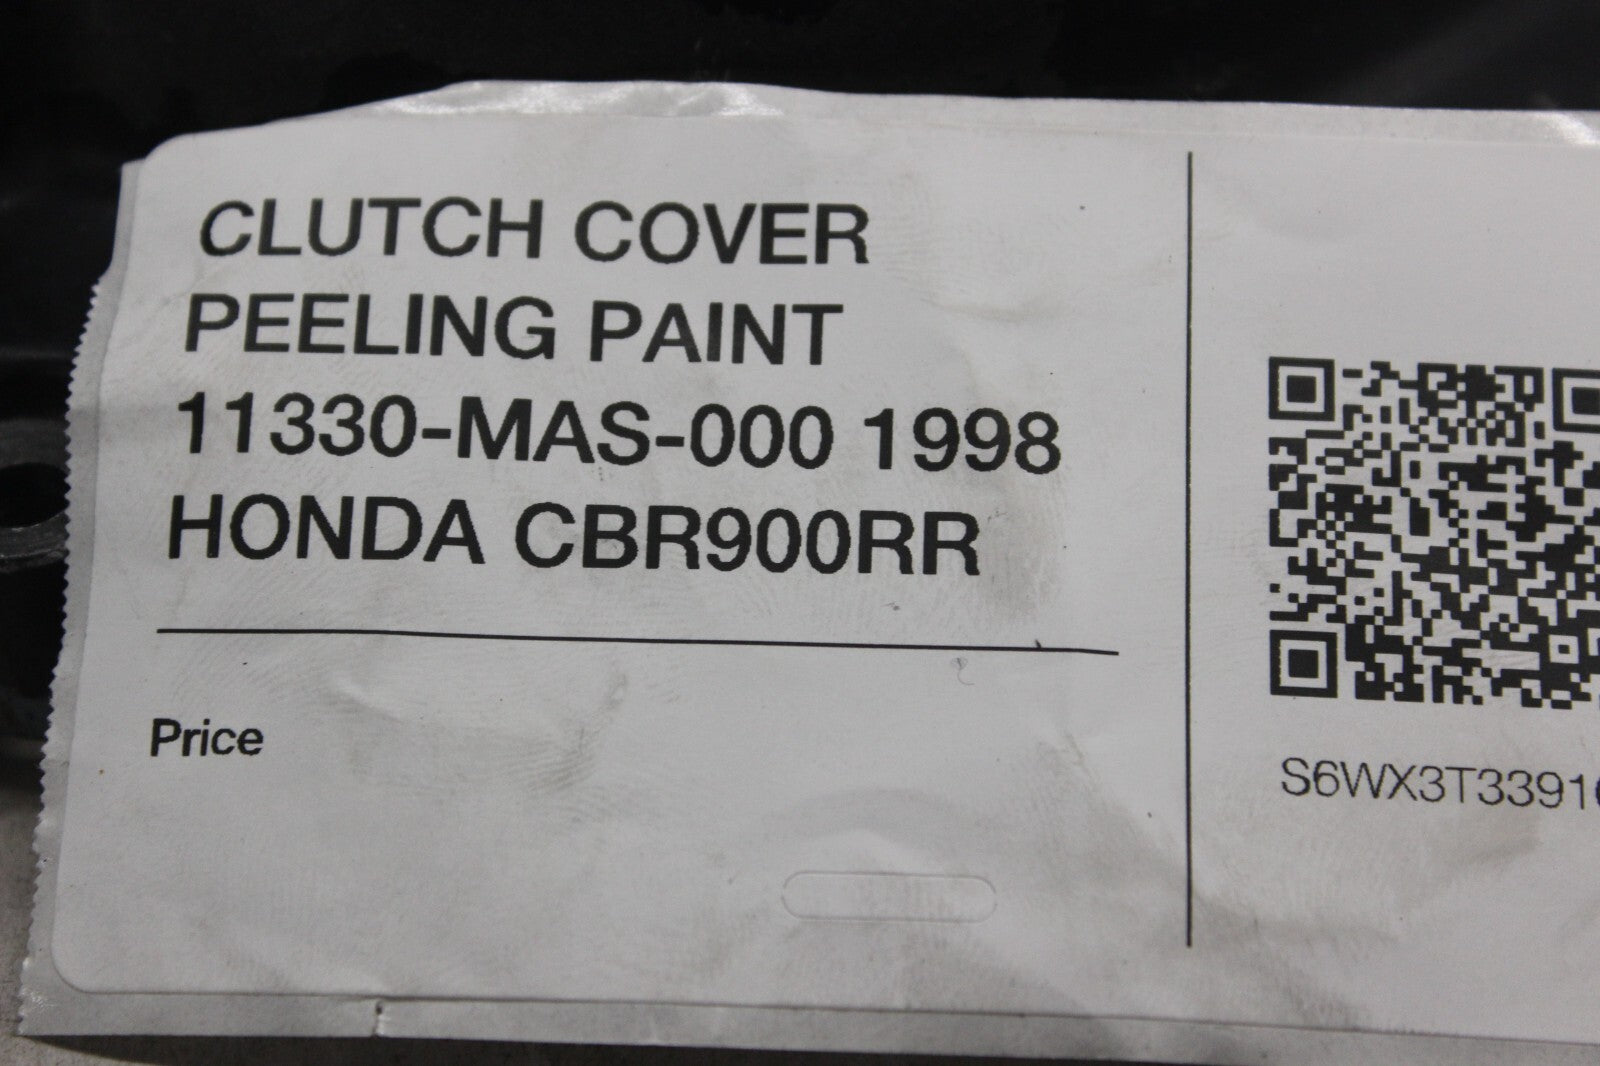 CLUTCH COVER
PEELING PAINT
11330-MAS-000 1998
HONDA CBR900RR
Price
S6WX3T3391